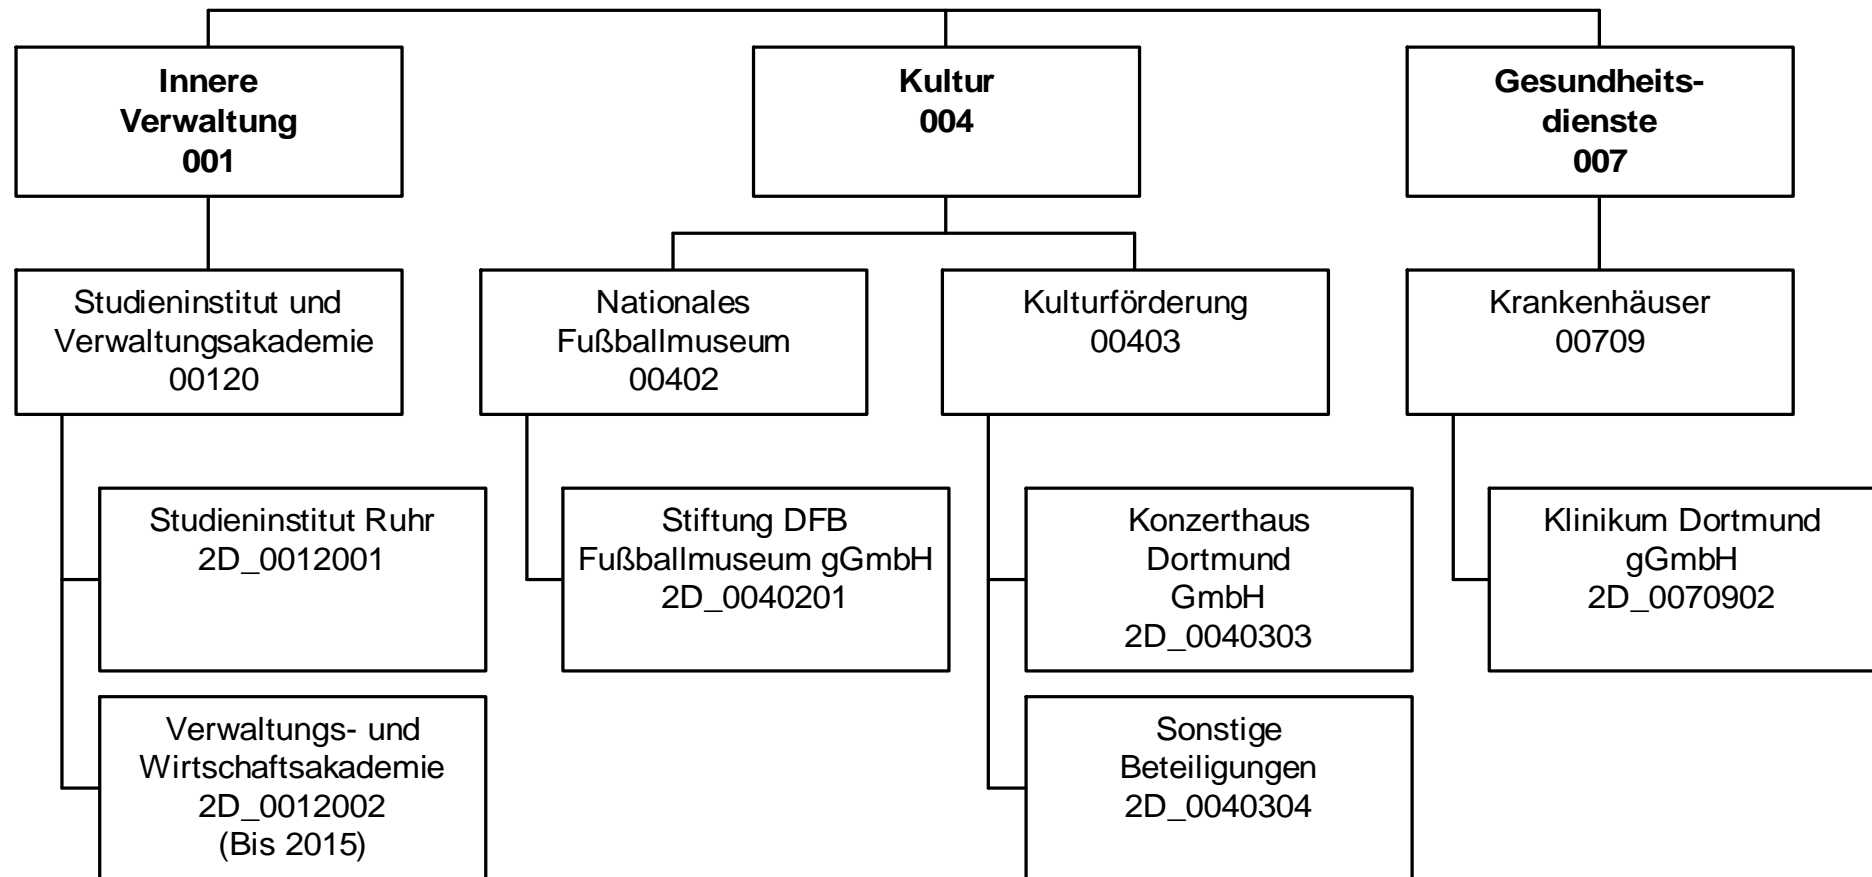 Innere
Verwaltung
001
Kultur
004
Gesundheits-
dienste
007
Studieninstitut und
Verwaltungsakademie
00120
Nationales
Fußballmuseum
00402
Kulturförderung
00403
Krankenhäuser
00709
Studieninstitut Ruhr
2D_0012001
Stiftung DFB
Fußballmuseum gGmbH
2D_0040201
Konzerthaus
Dortmund
GmbH
2D_0040303
Klinikum Dortmund
gGmbH
2D_0070902
Verwaltungs- und
Wirtschaftsakademie
2D_0012002
(Bis 2015)
Sonstige
Beteiligungen
2D_0040304